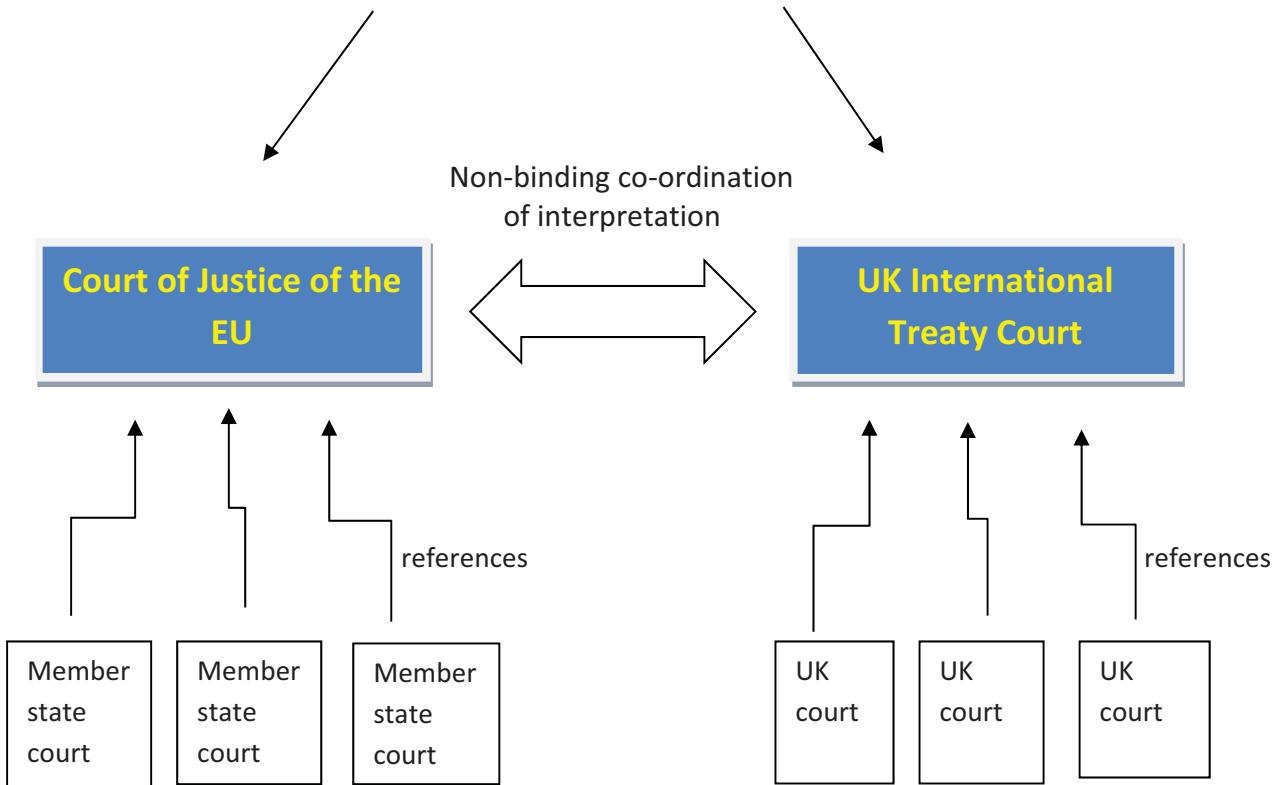 Non-binding co-ordination
of interpretation
Court of Justice of the
EU
UK International
Treaty Court
references
references
Member
state
court
Member
state
court
Member
state
court
UK
court
UK
court
UK
court